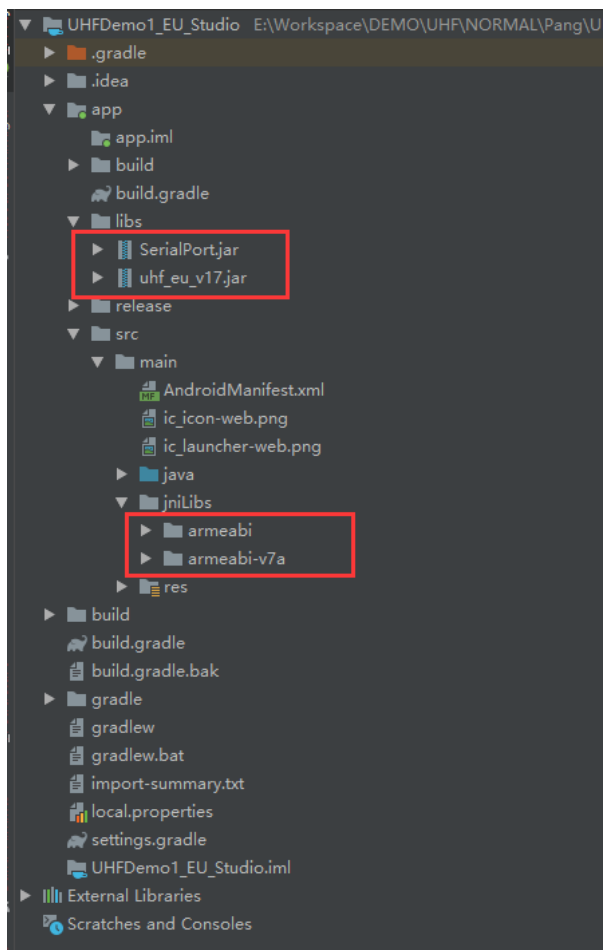 UHFDemo1_EU_Studio E:\Workspace\DEMO\UHF\NORMAL\Pang\U
.gradle
.idea
app
app.iml
build
build.gradle
libs
SerialPort.jar
uhf_eu_v17.jar
release
src
main
AndroidManifest.xml
ic_icon-web.png
ic_launcher-web.png
java
jniLibs
armeabi
armeabi-v7a
res
build
build.gradle
build.gradle.bak
gradle
gradlew
gradlew.bat
import-summary.txt
local.properties
settings.gradle
UHFDemo1_EU_Studio.iml
External Libraries
Scratches and Consoles